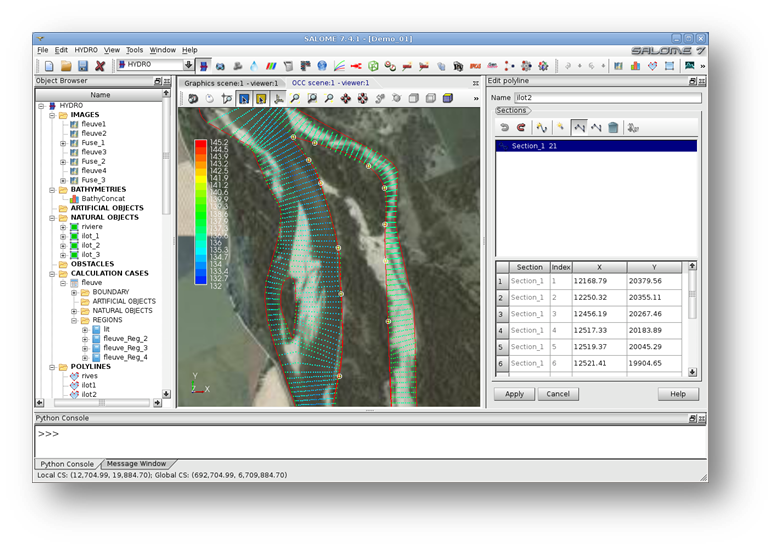 SALOME 7.4.1 - [Demo_01]
File Edit HYDRO View Tools Window Help
SALOME 7
HYDRO
Object Browser
Name
HYDRO
IMAGES
fleuve1
fleuve2
Fuse_1
fleuve3
Fuse_2
fleuve4
Fuse_3
BATHYMETRIES
BathyConcat
ARTIFICIAL OBJECTS
NATURAL OBJECTS
riviere
ilot_1
ilot_2
ilot_3
OBSTACLES
CALCULATION CASES
fleuve
BOUNDARY
ARTIFICIAL OBJECTS
NATURAL OBJECTS
REGIONS
lit
fleuve_Reg_2
fleuve_Reg_3
fleuve_Reg_4
POLYLINES
rives
ilot1
ilot2
Graphics scene:1 - viewer:1 OCC scene:1 - viewer:1
145.2
144.5
143.9
143.2
142.5
141.9
141.2
140.6
139.9
139.3
138.6
138
137.3
136.6
136
135.3
134.7
134
133.4
132.7
132
Y
Z X
Edit polyline
Name ilot2
Sections
Section_1 21
Section Index X Y
1 Section_1 1 12168.79 20379.56
2 Section_1 2 12250.32 20355.11
3 Section_1 3 12456.19 20267.46
4 Section_1 4 12517.33 20183.89
5 Section_1 5 12519.37 20045.29
6 Section_1 6 12521.41 19904.65
Apply Cancel Help
Python Console
>>>
Python Console Message Window
Local CS: (12,704.99, 19,884.70); Global CS: (692,704.99, 6,709,884.70)